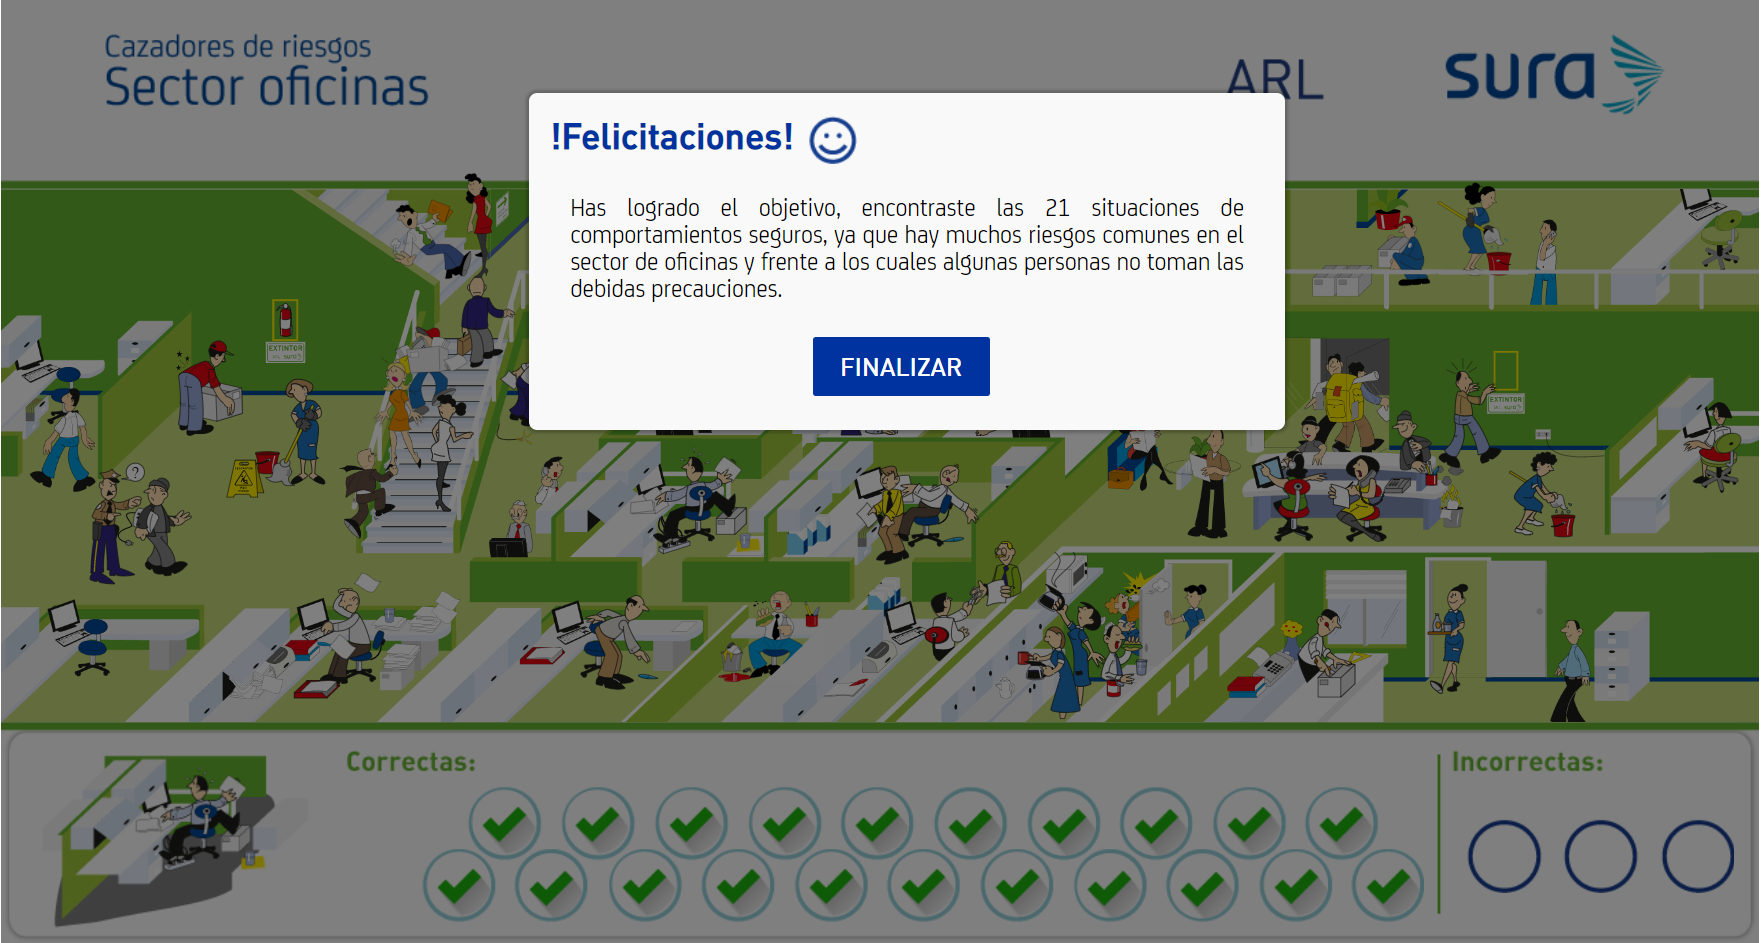 Cazadores de riesgos
Sector oficinas
ARL
sura
!Felicitaciones!
Has logrado el objetivo, encontraste las 21 situaciones de
comportamientos seguros, ya que hay muchos riesgos comunes en el
sector de oficinas y frente a los cuales algunas personas no toman las
debidas precauciones.
FINALIZAR
EXTINTOR
sura
EXTINTOR
sura
?
Correctas:
Incorrectas: